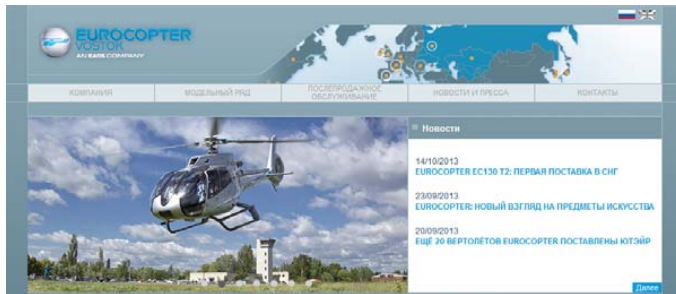 EUROCOPTER
VOSTOK
AN EADS COMPANY
КОМПАНИЯ
МОДЕЛЬНЫЙ РЯД
ПОСЛЕПРОДАЖНОЕ
ОБСЛУЖИВАНИЕ
НОВОСТИ И ПРЕССА
КОНТАКТЫ
Новости
14/10/2013
EUROCOPTER EC130 T2: ПЕРВАЯ ПОСТАВКА В СНГ
23/09/2013
EUROCOPTER: НОВЫЙ ВЗГЛЯД НА ПРЕДМЕТЫ ИСКУССТВА
20/09/2013
ЕЩЁ 20 ВЕРТОЛЁТОВ EUROCOPTER ПОСТАВЛЕНЫ ЮТЭЙР
Далее